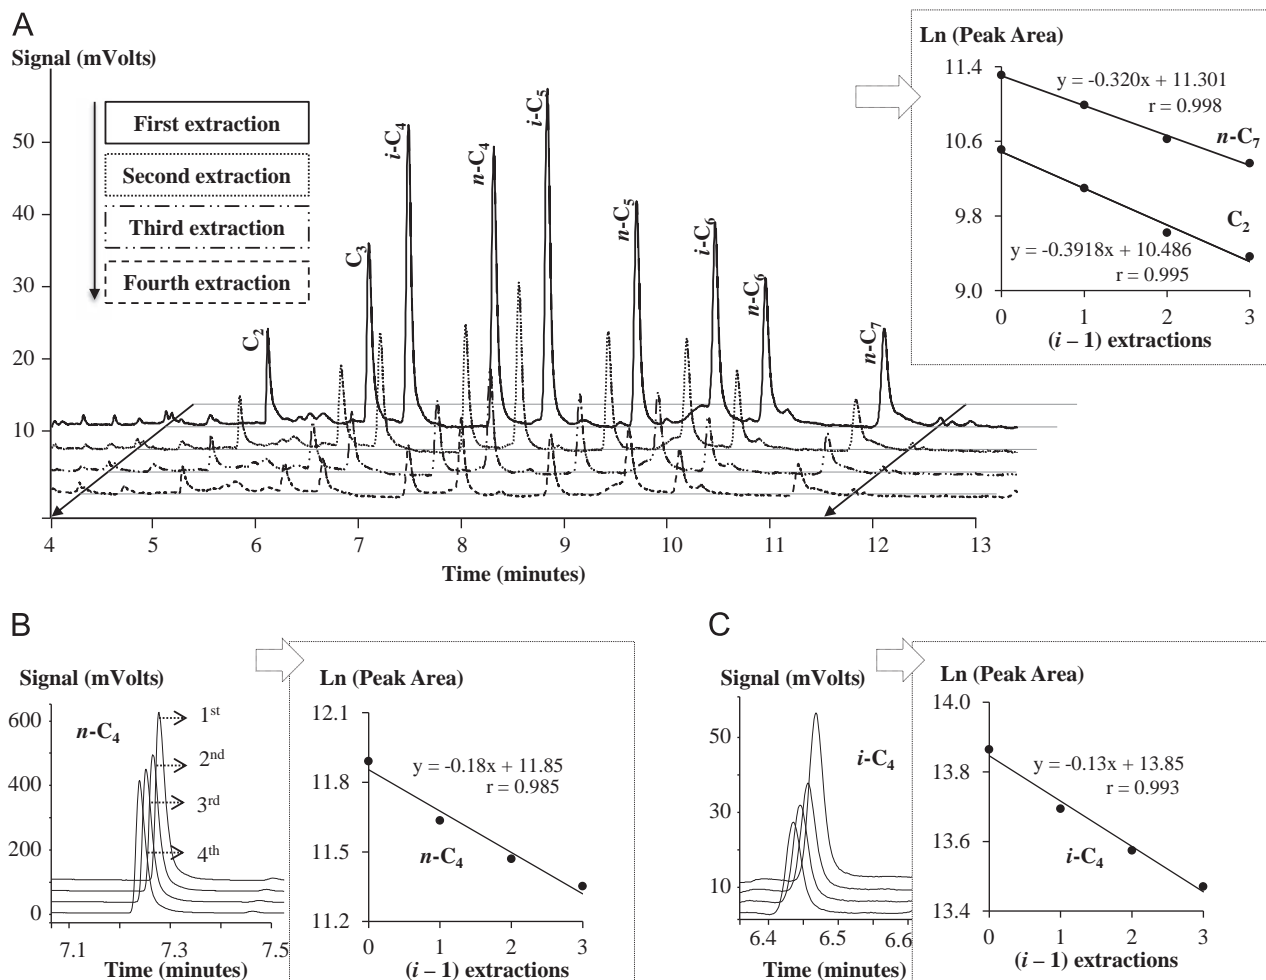 A
Signal (mVolts)
First extraction
Second extraction
Third extraction
Fourth extraction
50
40
30
20
10
C2
C3
i-C4
n-C4
i-C5
n-C5
i-C6
n-C6
n-C7
4 5 6 7 8 9 10 11 12 13
Time (minutes)
Ln (Peak Area)
11.4
10.6
9.8
9.0
y = -0.320x + 11.301
r = 0.998
n-C7
C2
y = -0.3918x + 10.486
r = 0.995
0 1 2 3
(i – 1) extractions
B
Signal (mVolts)
600
400
200
0
n-C4
1st
2nd
3rd
4th
7.1 7.3 7.5
Time (minutes)
Ln (Peak Area)
12.1
11.8
11.5
11.2
y = -0.18x + 11.85
r = 0.985
n-C4
0 1 2 3
(i – 1) extractions
C
Signal (mVolts)
50
30
10
i-C4
6.4 6.5 6.6
Time (minutes)
Ln (Peak Area)
14.0
13.8
13.6
13.4
y = -0.13x + 13.85
r = 0.993
i-C4
0 1 2 3
(i – 1) extractions